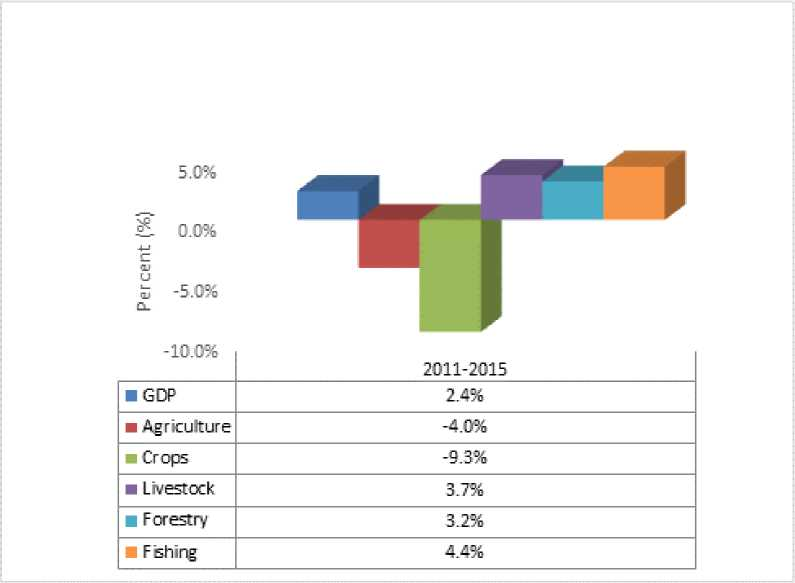 5.0%
0.0%
-5.0%
-10.0%
Percent (%)
2011-2015
GDP 2.4%
Agriculture -4.0%
Crops -9.3%
Livestock 3.7%
Forestry 3.2%
Fishing 4.4%